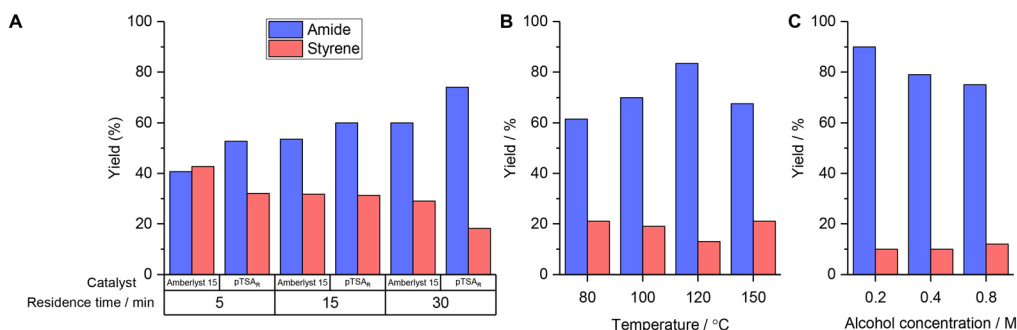 A
Yield (%)
100
80
60
40
20
0
Amide
Styrene
Catalyst
Amberlyst 15 pTSA_R Amberlyst 15 pTSA_R Amberlyst 15 pTSA_R
Residence time / min
5 15 30
B
Yield / %
100
80
60
40
20
0
80 100 120 150
Temperature / °C
C
Yield / %
100
80
60
40
20
0
0.2 0.4 0.8
Alcohol concentration / M